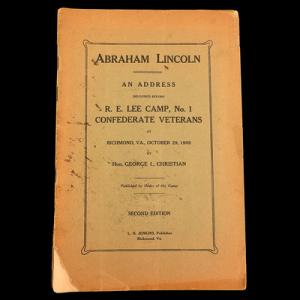 ABRAHAM LINCOLN
AN ADDRESS
DELIVERED BEFORE
R. E. LEE CAMP, No. 1
CONFEDERATE VETERANS
AT
RICHMOND, VA., OCTOBER 29, 1909
BY
Hon. GEORGE L. CHRISTIAN
Published by Order of the Camp
SECOND EDITION
L. H. JENKINS, Publisher
Richmond, Va.